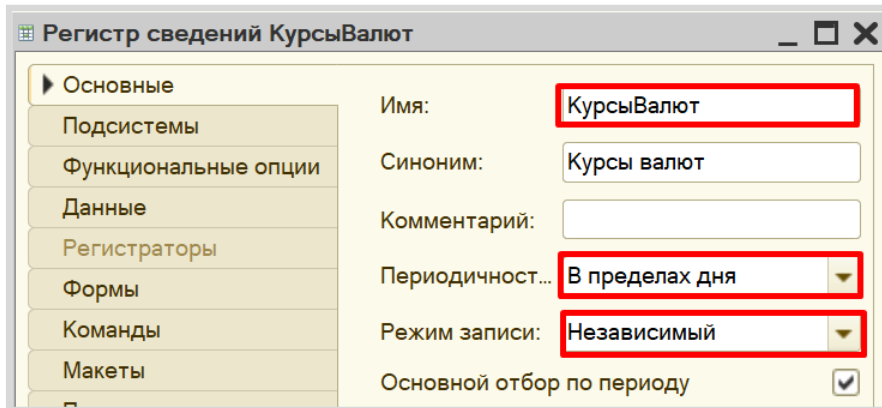 Регистр сведений КурсыВалют
Основные
Подсистемы
Функциональные опции
Данные
Регистраторы
Формы
Команды
Макеты
Имя: КурсыВалют
Синоним: Курсы валют
Комментарий:
Периодичност... В пределах дня
Режим записи: Независимый
Основной отбор по периоду